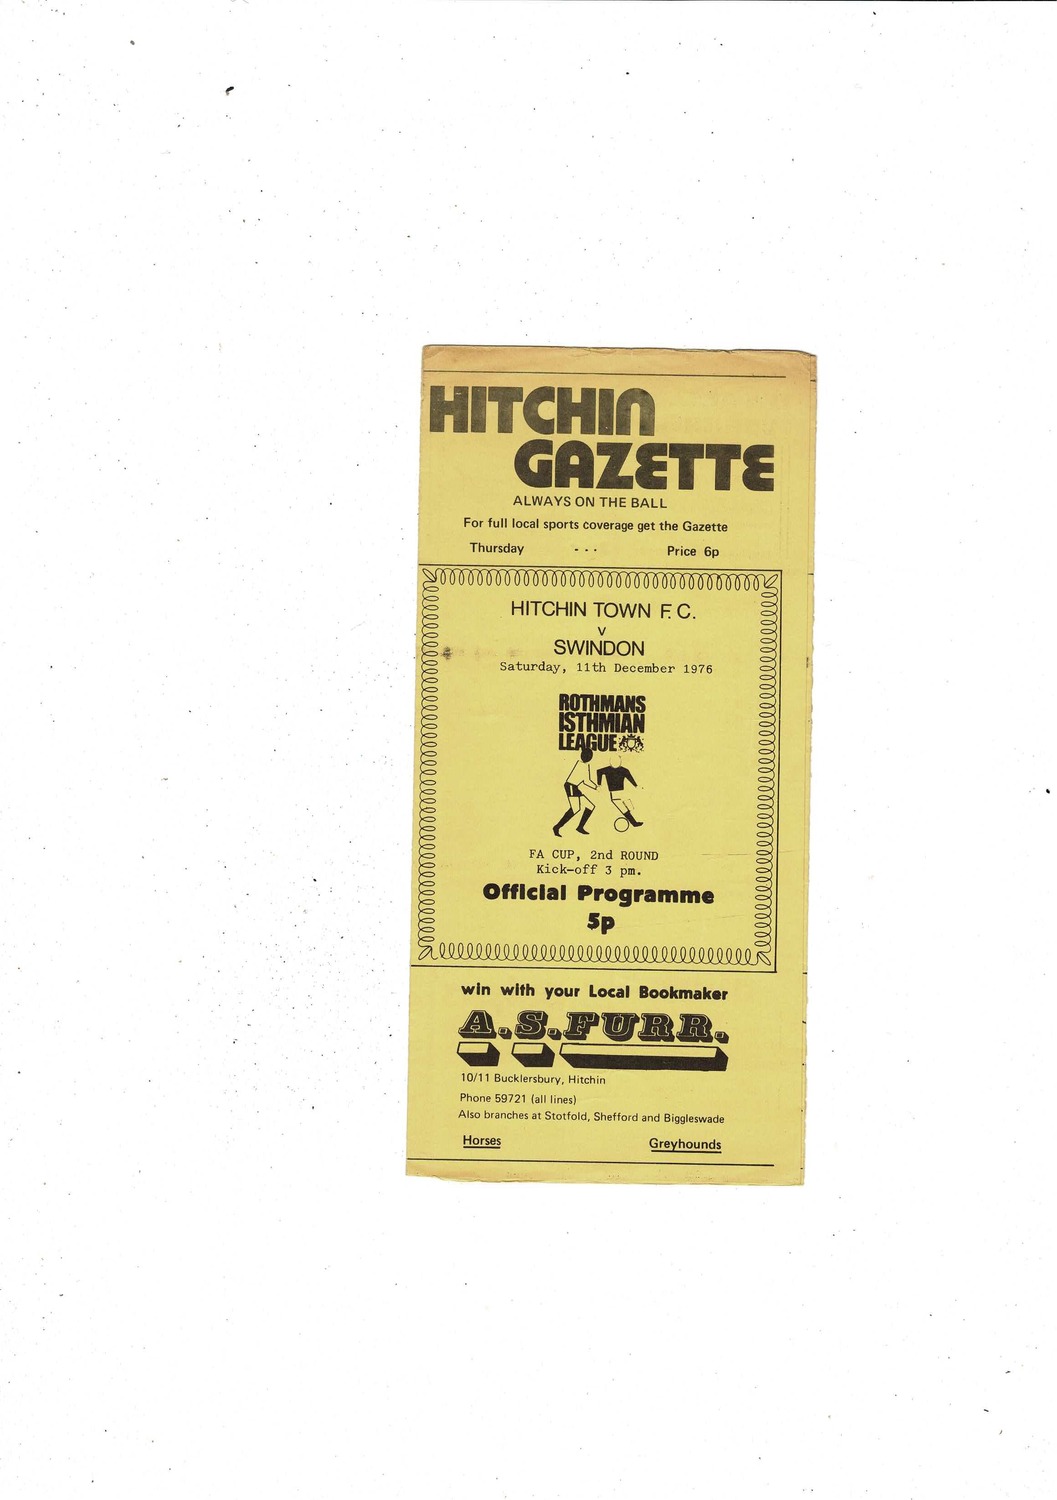 HITCHIN
GAZETTE
ALWAYS ON THE BALL
For full local sports coverage get the Gazette
Thursday - - - Price 6p
HITCHIN TOWN F.C.
v
SWINDON
Saturday, 11th December 1976
ROTHMANS
ISTHMIAN
LEAGUE
FA CUP, 2nd ROUND
Kick-off 3 pm.
Official Programme
5p
win with your Local Bookmaker
A.S.FURR.
10/11 Bucklersbury, Hitchin
Phone 59721 (all lines)
Also branches at Stotfold, Shefford and Biggleswade
Horses Greyhounds